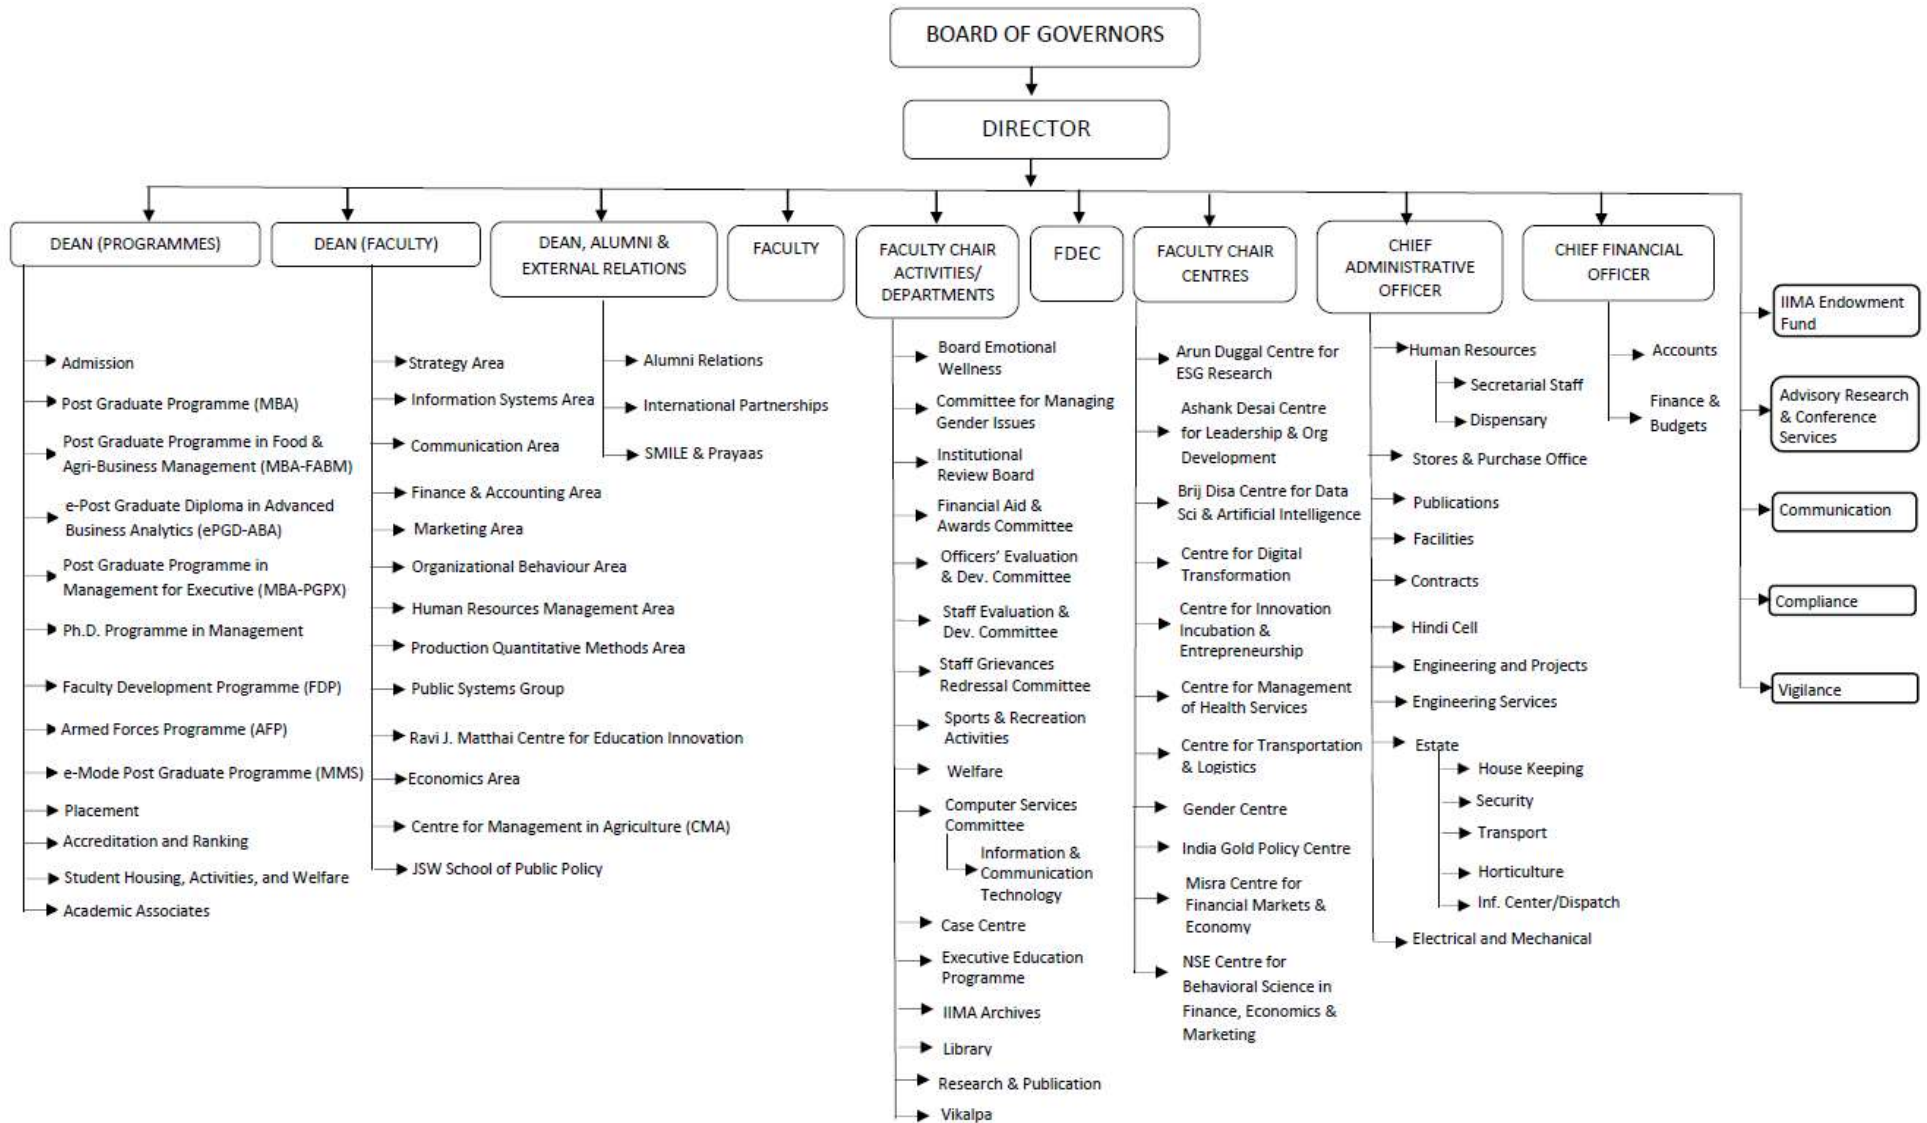 BOARD OF GOVERNORS
DIRECTOR
DEAN (PROGRAMMES)
Admission
Post Graduate Programme (MBA)
Post Graduate Programme in Food &
Agri-Business Management (MBA-FABM)
e-Post Graduate Diploma in Advanced
Business Analytics (ePGD-ABA)
Post Graduate Programme in
Management for Executive (MBA-PGPX)
Ph.D. Programme in Management
Faculty Development Programme (FDP)
Armed Forces Programme (AFP)
e-Mode Post Graduate Programme (MMS)
Placement
Accreditation and Ranking
Student Housing, Activities, and Welfare
Academic Associates
DEAN (FACULTY)
Strategy Area
Information Systems Area
Communication Area
Finance & Accounting Area
Marketing Area
Organizational Behaviour Area
Human Resources Management Area
Production Quantitative Methods Area
Public Systems Group
Ravi J. Matthai Centre for Education Innovation
Economics Area
Centre for Management in Agriculture (CMA)
JSW School of Public Policy
DEAN, ALUMNI &
EXTERNAL RELATIONS
Alumni Relations
International Partnerships
SMILE & Prayaas
FACULTY
FACULTY CHAIR
ACTIVITIES/
DEPARTMENTS
Board Emotional
Wellness
Committee for Managing
Gender Issues
Institutional
Review Board
Financial Aid &
Awards Committee
Officers' Evaluation
& Dev. Committee
Staff Evaluation &
Dev. Committee
Staff Grievances
Redressal Committee
Sports & Recreation
Activities
Welfare
Computer Services
Committee
Information &
Communication
Technology
Case Centre
Executive Education
Programme
IIMA Archives
Library
Research & Publication
Vikalpa
FDEC
FACULTY CHAIR
CENTRES
Arun Duggal Centre for
ESG Research
Ashank Desai Centre
for Leadership & Org
Development
Brij Disa Centre for Data
Sci & Artificial Intelligence
Centre for Digital
Transformation
Centre for Innovation
Incubation &
Entrepreneurship
Centre for Management
of Health Services
Centre for Transportation
& Logistics
Gender Centre
India Gold Policy Centre
Misra Centre for
Financial Markets &
Economy
NSE Centre for
Behavioral Science in
Finance, Economics &
Marketing
CHIEF
ADMINISTRATIVE
OFFICER
Human Resources
Secretarial Staff
Dispensary
Stores & Purchase Office
Publications
Facilities
Contracts
Hindi Cell
Engineering and Projects
Engineering Services
Estate
House Keeping
Security
Transport
Horticulture
Inf. Center/Dispatch
Electrical and Mechanical
CHIEF FINANCIAL
OFFICER
Accounts
Finance &
Budgets
IIMA Endowment
Fund
Advisory Research
& Conference
Services
Communication
Compliance
Vigilance